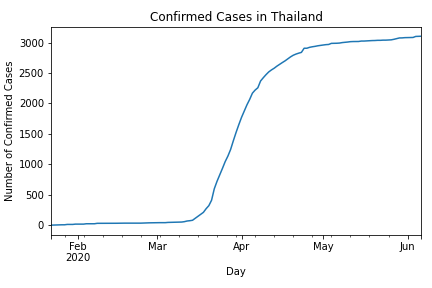 Confirmed Cases in Thailand
Number of Confirmed Cases
3000
2500
2000
1500
1000
500
0
Feb
2020
Mar
Apr
May
Jun
Day